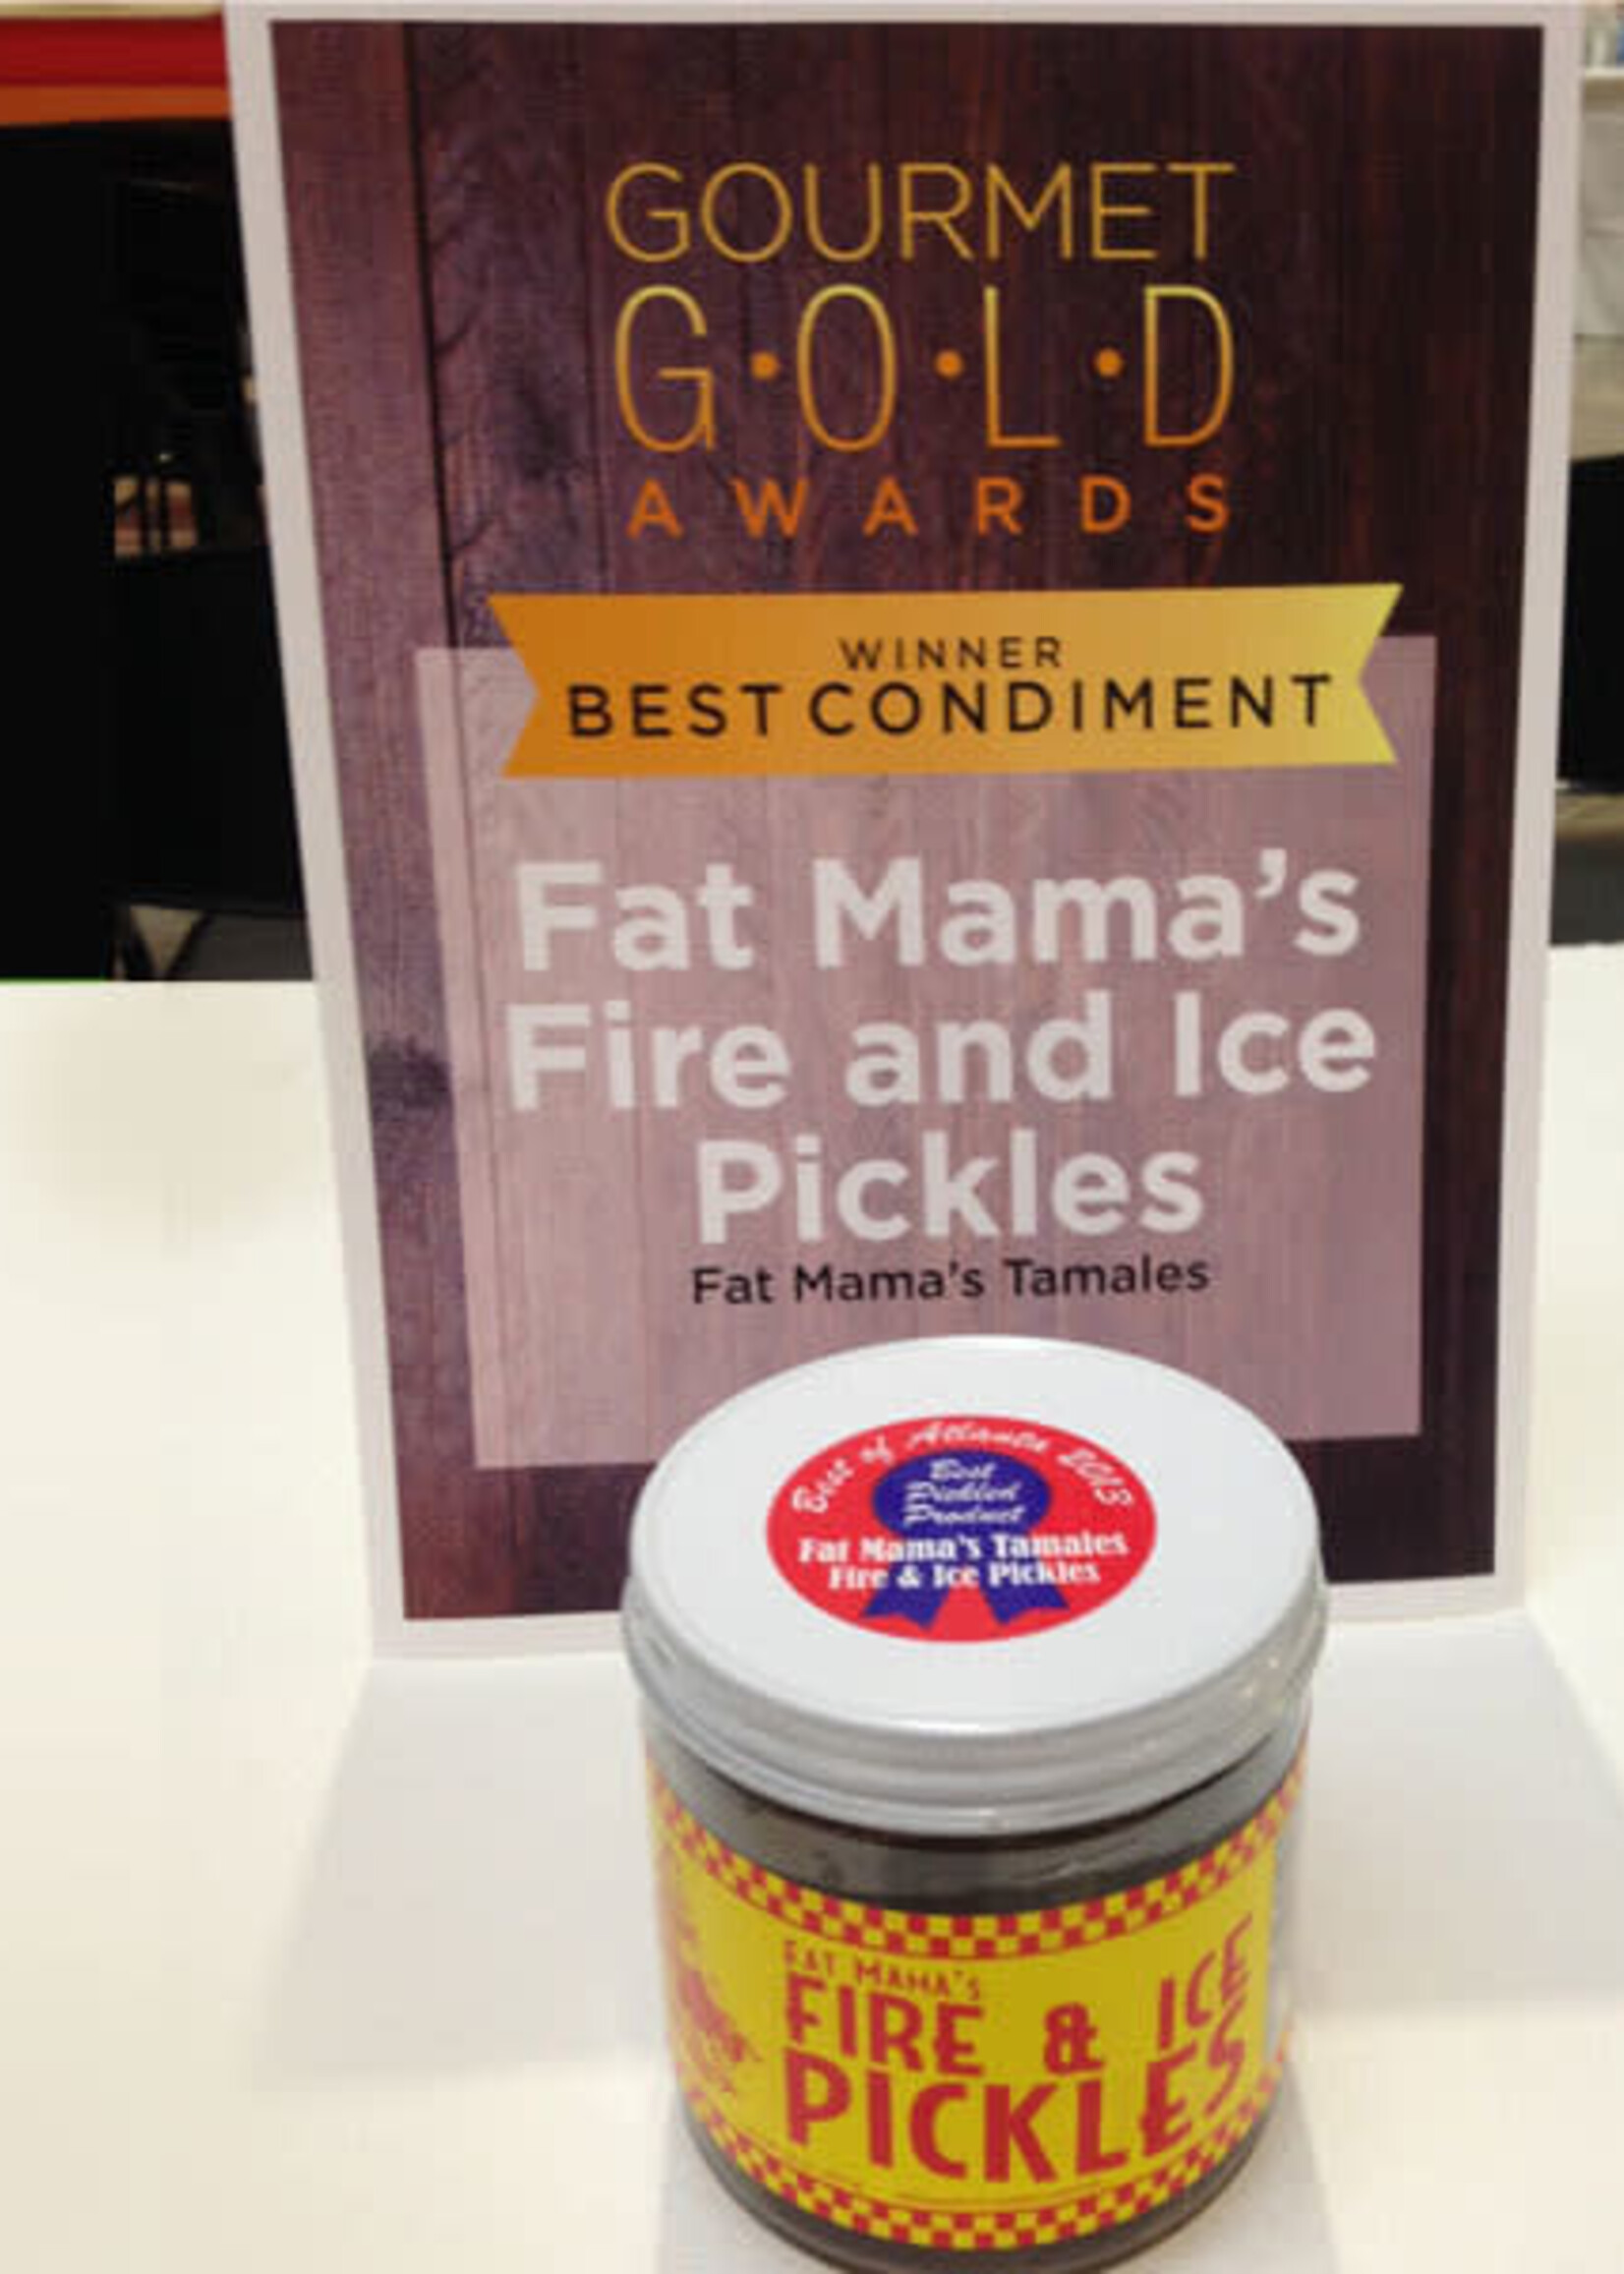 GOURMET
G•O•L•D
AWARDS
WINNER
BEST CONDIMENT
Fat Mama's
Fire and Ice
Pickles
Fat Mama's Tamales
Best of Atlanta 2013
Best
Pickled
Product
Fat Mama's Tamales
Fire & Ice Pickles
FAT MAMA'S
FIRE & ICE
PICKLES